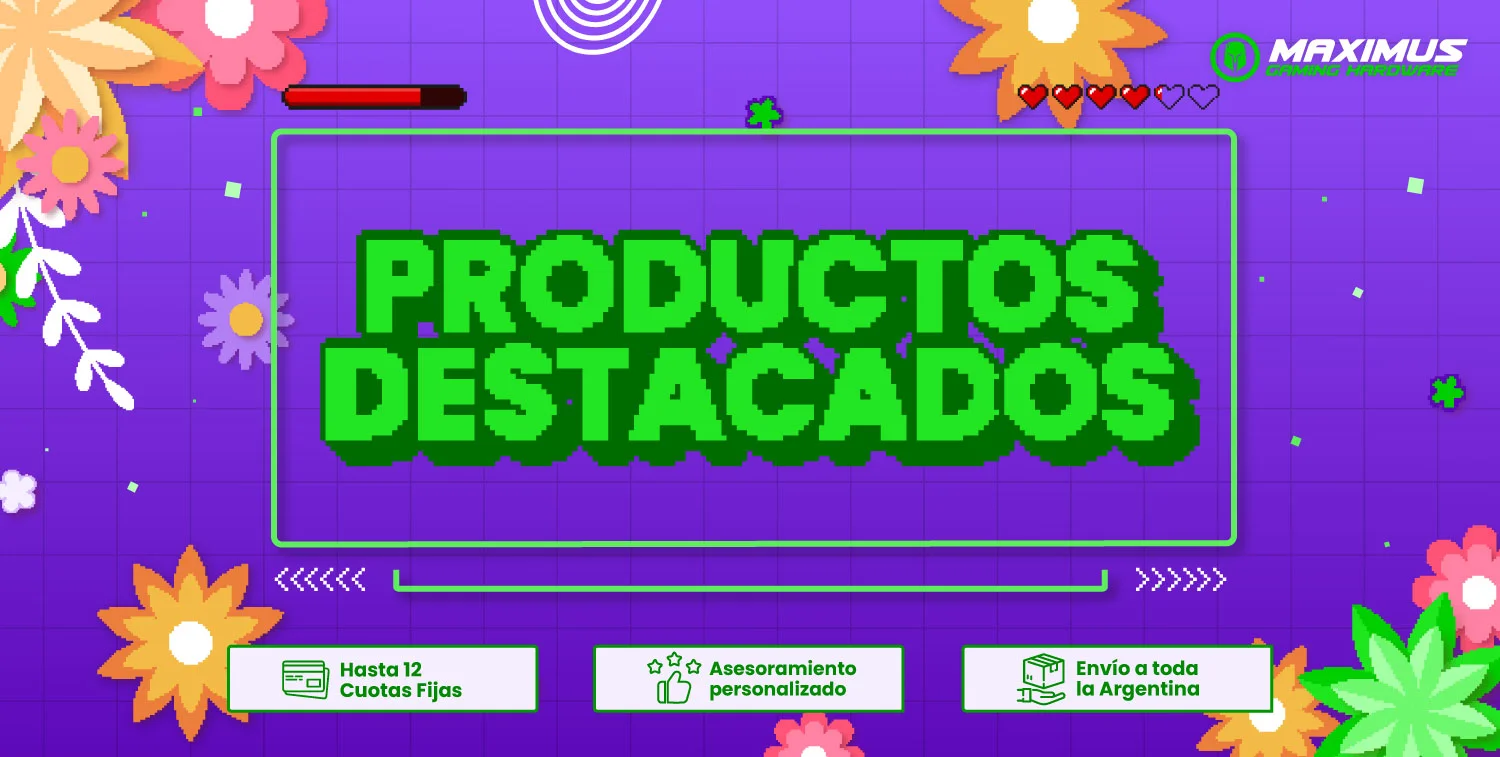 MAXIMUS
GAMING HARDWARE
PRODUCTOS
DESTACADOS
Hasta 12
Cuotas Fijas
Asesoramiento
personalizado
Envío a toda
la Argentina